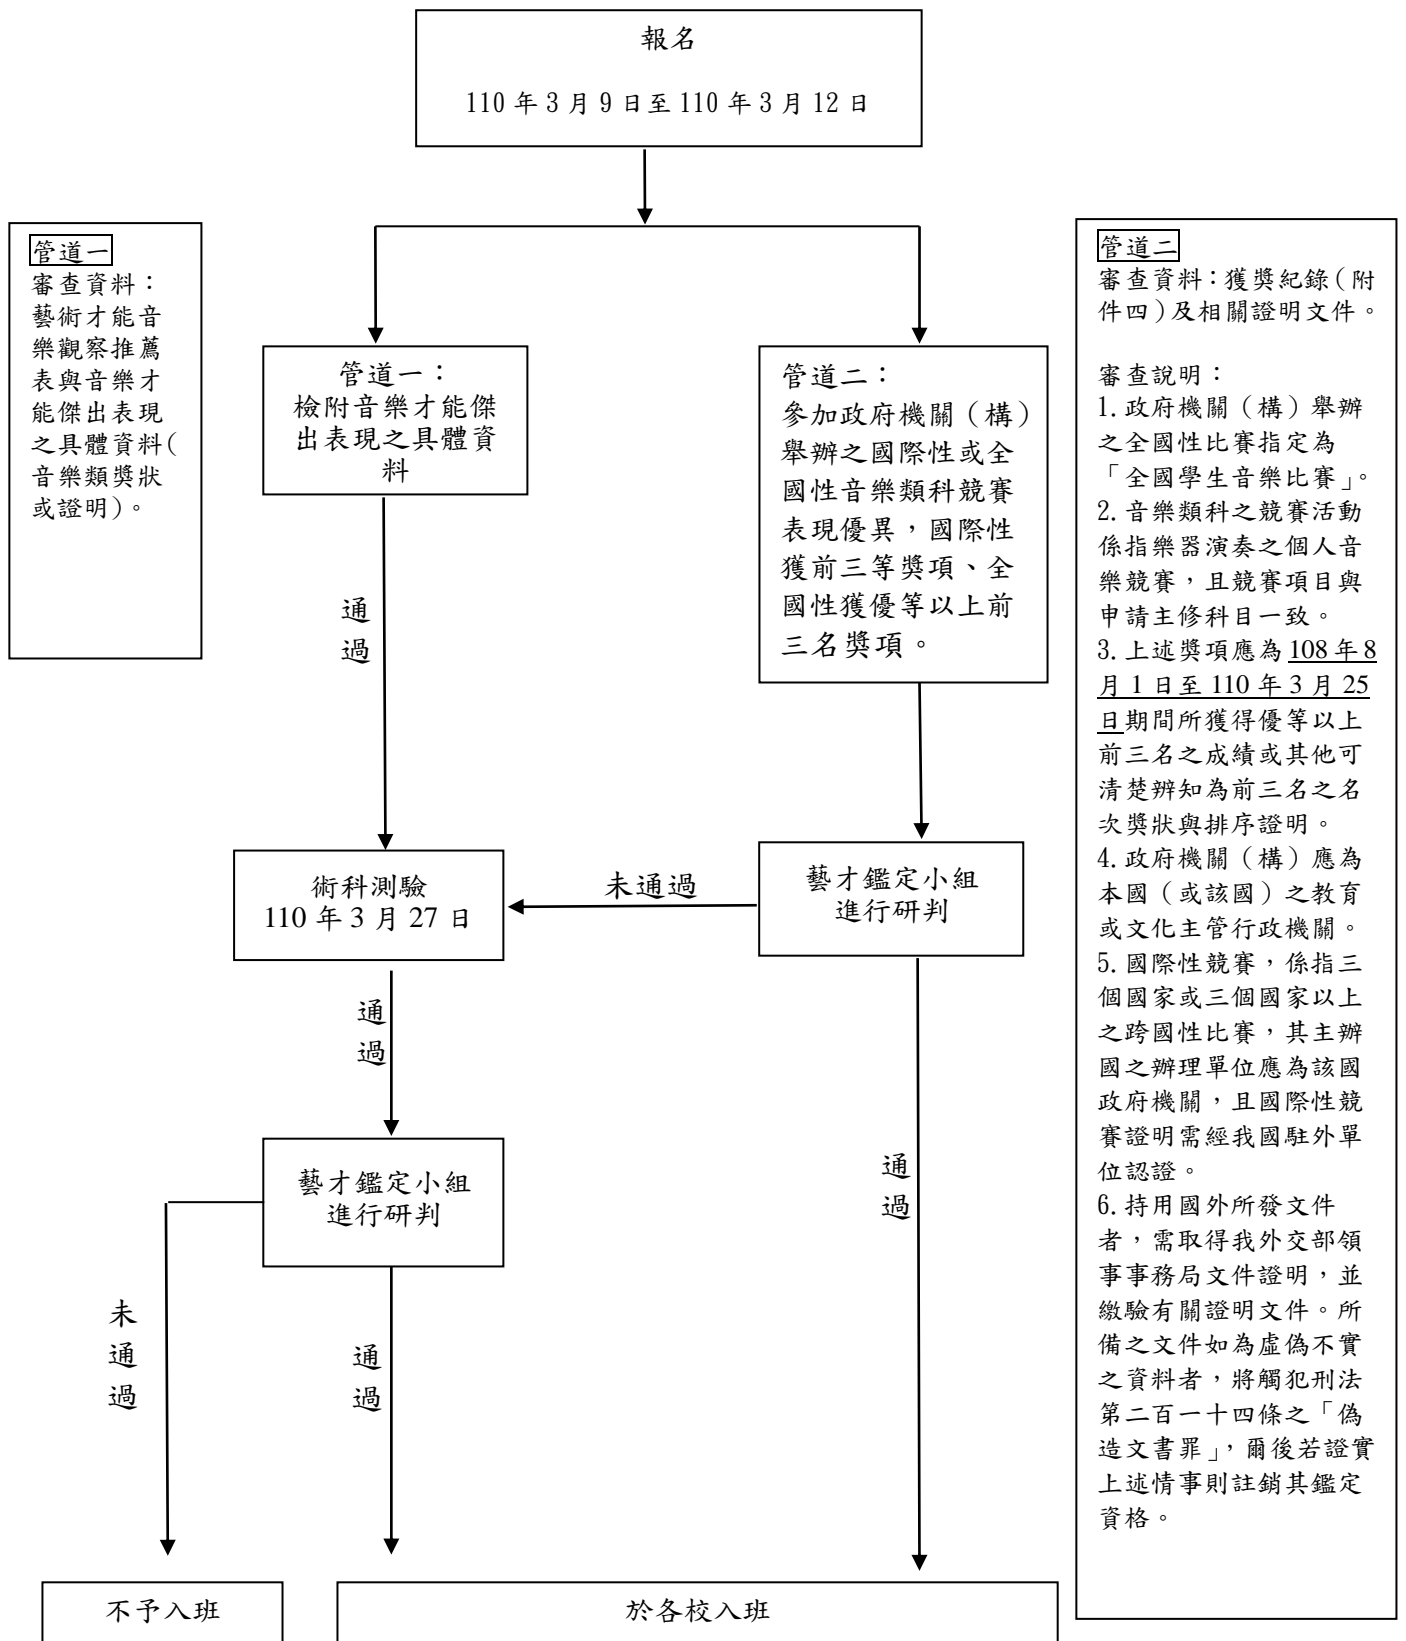 報名
110 年 3 月 9 日至 110 年 3 月 12 日
管道一
審查資料：
藝術才能音
樂觀察推薦
表與音樂才
能傑出表現
之具體資料(
音樂類獎狀
或證明)。
管道一：
檢附音樂才能傑
出表現之具體資
料
管道二：
參加政府機關（構）
舉辦之國際性或全
國性音樂類科競賽
表現優異，國際性
獲前三等獎項、全
國性獲優等以上前
三名獎項。
管道二
審查資料：獲獎紀錄（附
件四）及相關證明文件。
審查說明：
1.政府機關（構）舉辦
之全國性比賽指定為
「全國學生音樂比賽」。
2.音樂類科之競賽活動
係指樂器演奏之個人音
樂競賽，且競賽項目與
申請主修科目一致。
3.上述獎項應為 108 年 8
月 1 日至 110 年 3 月 25
日期間所獲得優等以上
前三名之成績或其他可
清楚辨知為前三名之名
次獎狀與排序證明。
4.政府機關（構）應為
本國（或該國）之教育
或文化主管行政機關。
5.國際性競賽，係指三
個國家或三個國家以上
之跨國性比賽，其主辦
國之辦理單位應為該國
政府機關，且國際性競
賽證明需經我國駐外單
位認證。
6.持用國外所發文件
者，需取得我外交部領
事事務局文件證明，並
繳驗有關證明文件。所
備之文件如為虛偽不實
之資料者，將觸犯刑法
第二百一十四條之「偽
造文書罪」，爾後若證實
上述情事則註銷其鑑定
資格。
通
過
術科測驗
110 年 3 月 27 日
未通過
藝才鑑定小組
進行研判
通
過
藝才鑑定小組
進行研判
通
過
未
通
過
通
過
不予入班
於各校入班